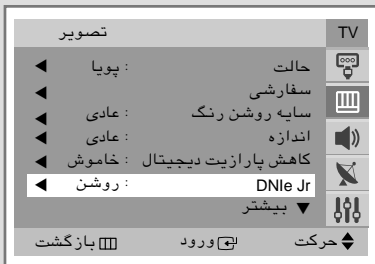 تصویر TV
حالت : پویا ◀
سفارشی ◀
سایه روشن رنگ : عادی ◀
اندازه : عادی ◀
کاهش پارازیت دیجیتال : خاموش ◀
DNIe Jr : روشن ◀
▼ بیشتر
حرکت ورود بازگشت